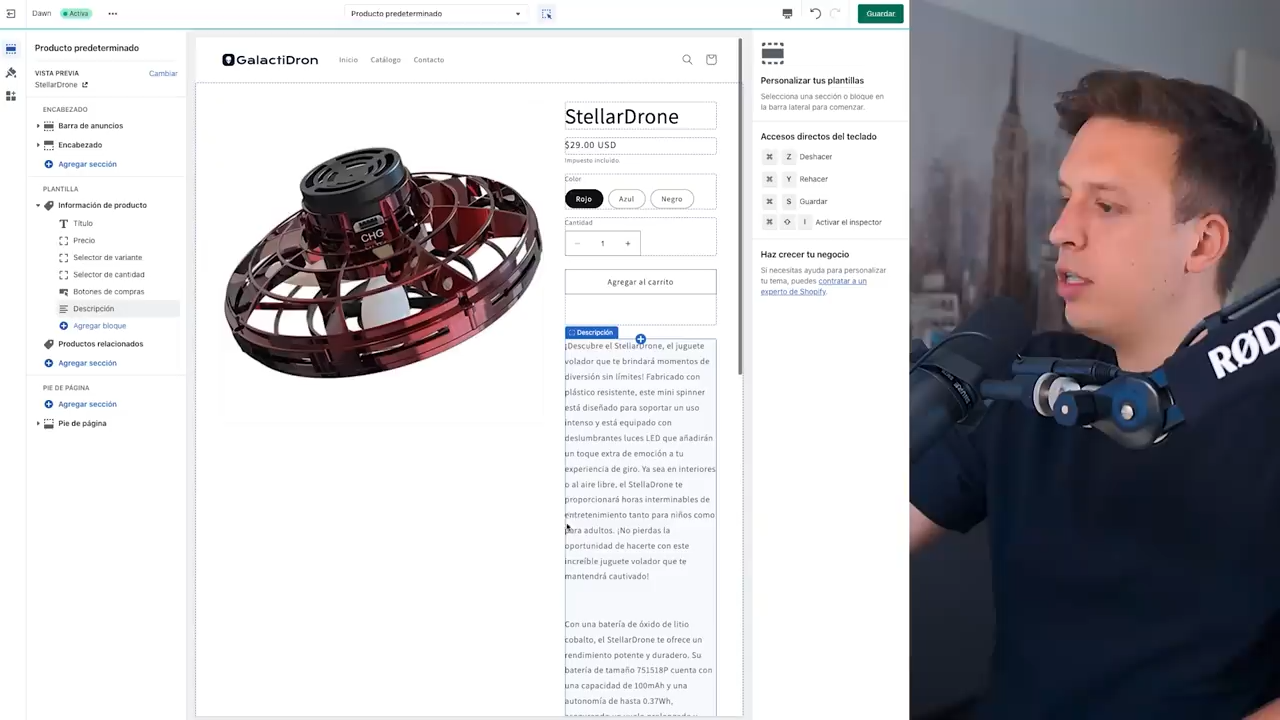 Dawn
Activa
Producto predeterminado
Guardar
Producto predeterminado
VISTA PREVIA
Cambiar
StellarDrone
ENCABEZADO
Barra de anuncios
Encabezado
Agregar sección
PLANTILLA
Información de producto
Título
Precio
Selector de variante
Selector de cantidad
Botones de compras
Descripción
Agregar bloque
Productos relacionados
Agregar sección
PIE DE PÁGINA
Agregar sección
Pie de página
GalactiDron
Inicio
Catálogo
Contacto
CHG
StellarDrone
$29.00 USD
Impuesto incluido.
Color
Rojo
Azul
Negro
Cantidad
1
Agregar al carrito
Descripción
¡Descubre el StellarDrone, el juguete
volador que te brindará momentos de
diversión sin límites! Fabricado con
plástico resistente, este mini spinner
está diseñado para soportar un uso
intenso y está equipado con
deslumbrantes luces LED que añadirán
un toque extra de emoción a tu
experiencia de giro. Ya sea en interiores
o al aire libre, el StellaDrone te
proporcionará horas interminables de
entretenimiento tanto para niños como
para adultos. ¡No pierdas la
oportunidad de hacerte con este
increíble juguete volador que te
mantendrá cautivado!
Con una batería de óxido de litio
cobalto, el StellarDrone te ofrece un
rendimiento potente y duradero. Su
batería de tamaño 751518P cuenta con
una capacidad de 100mAh y una
autonomía de hasta 0.37Wh,
Personalizar tus plantillas
Selecciona una sección o bloque en
la barra lateral para comenzar.
Accesos directos del teclado
⌘ Z Deshacer
⌘ Y Rehacer
⌘ S Guardar
⌘ ⇧ I Activar el inspector
Haz crecer tu negocio
Si necesitas ayuda para personalizar
tu tema, puedes contratar a un
experto de Shopify.
RØD